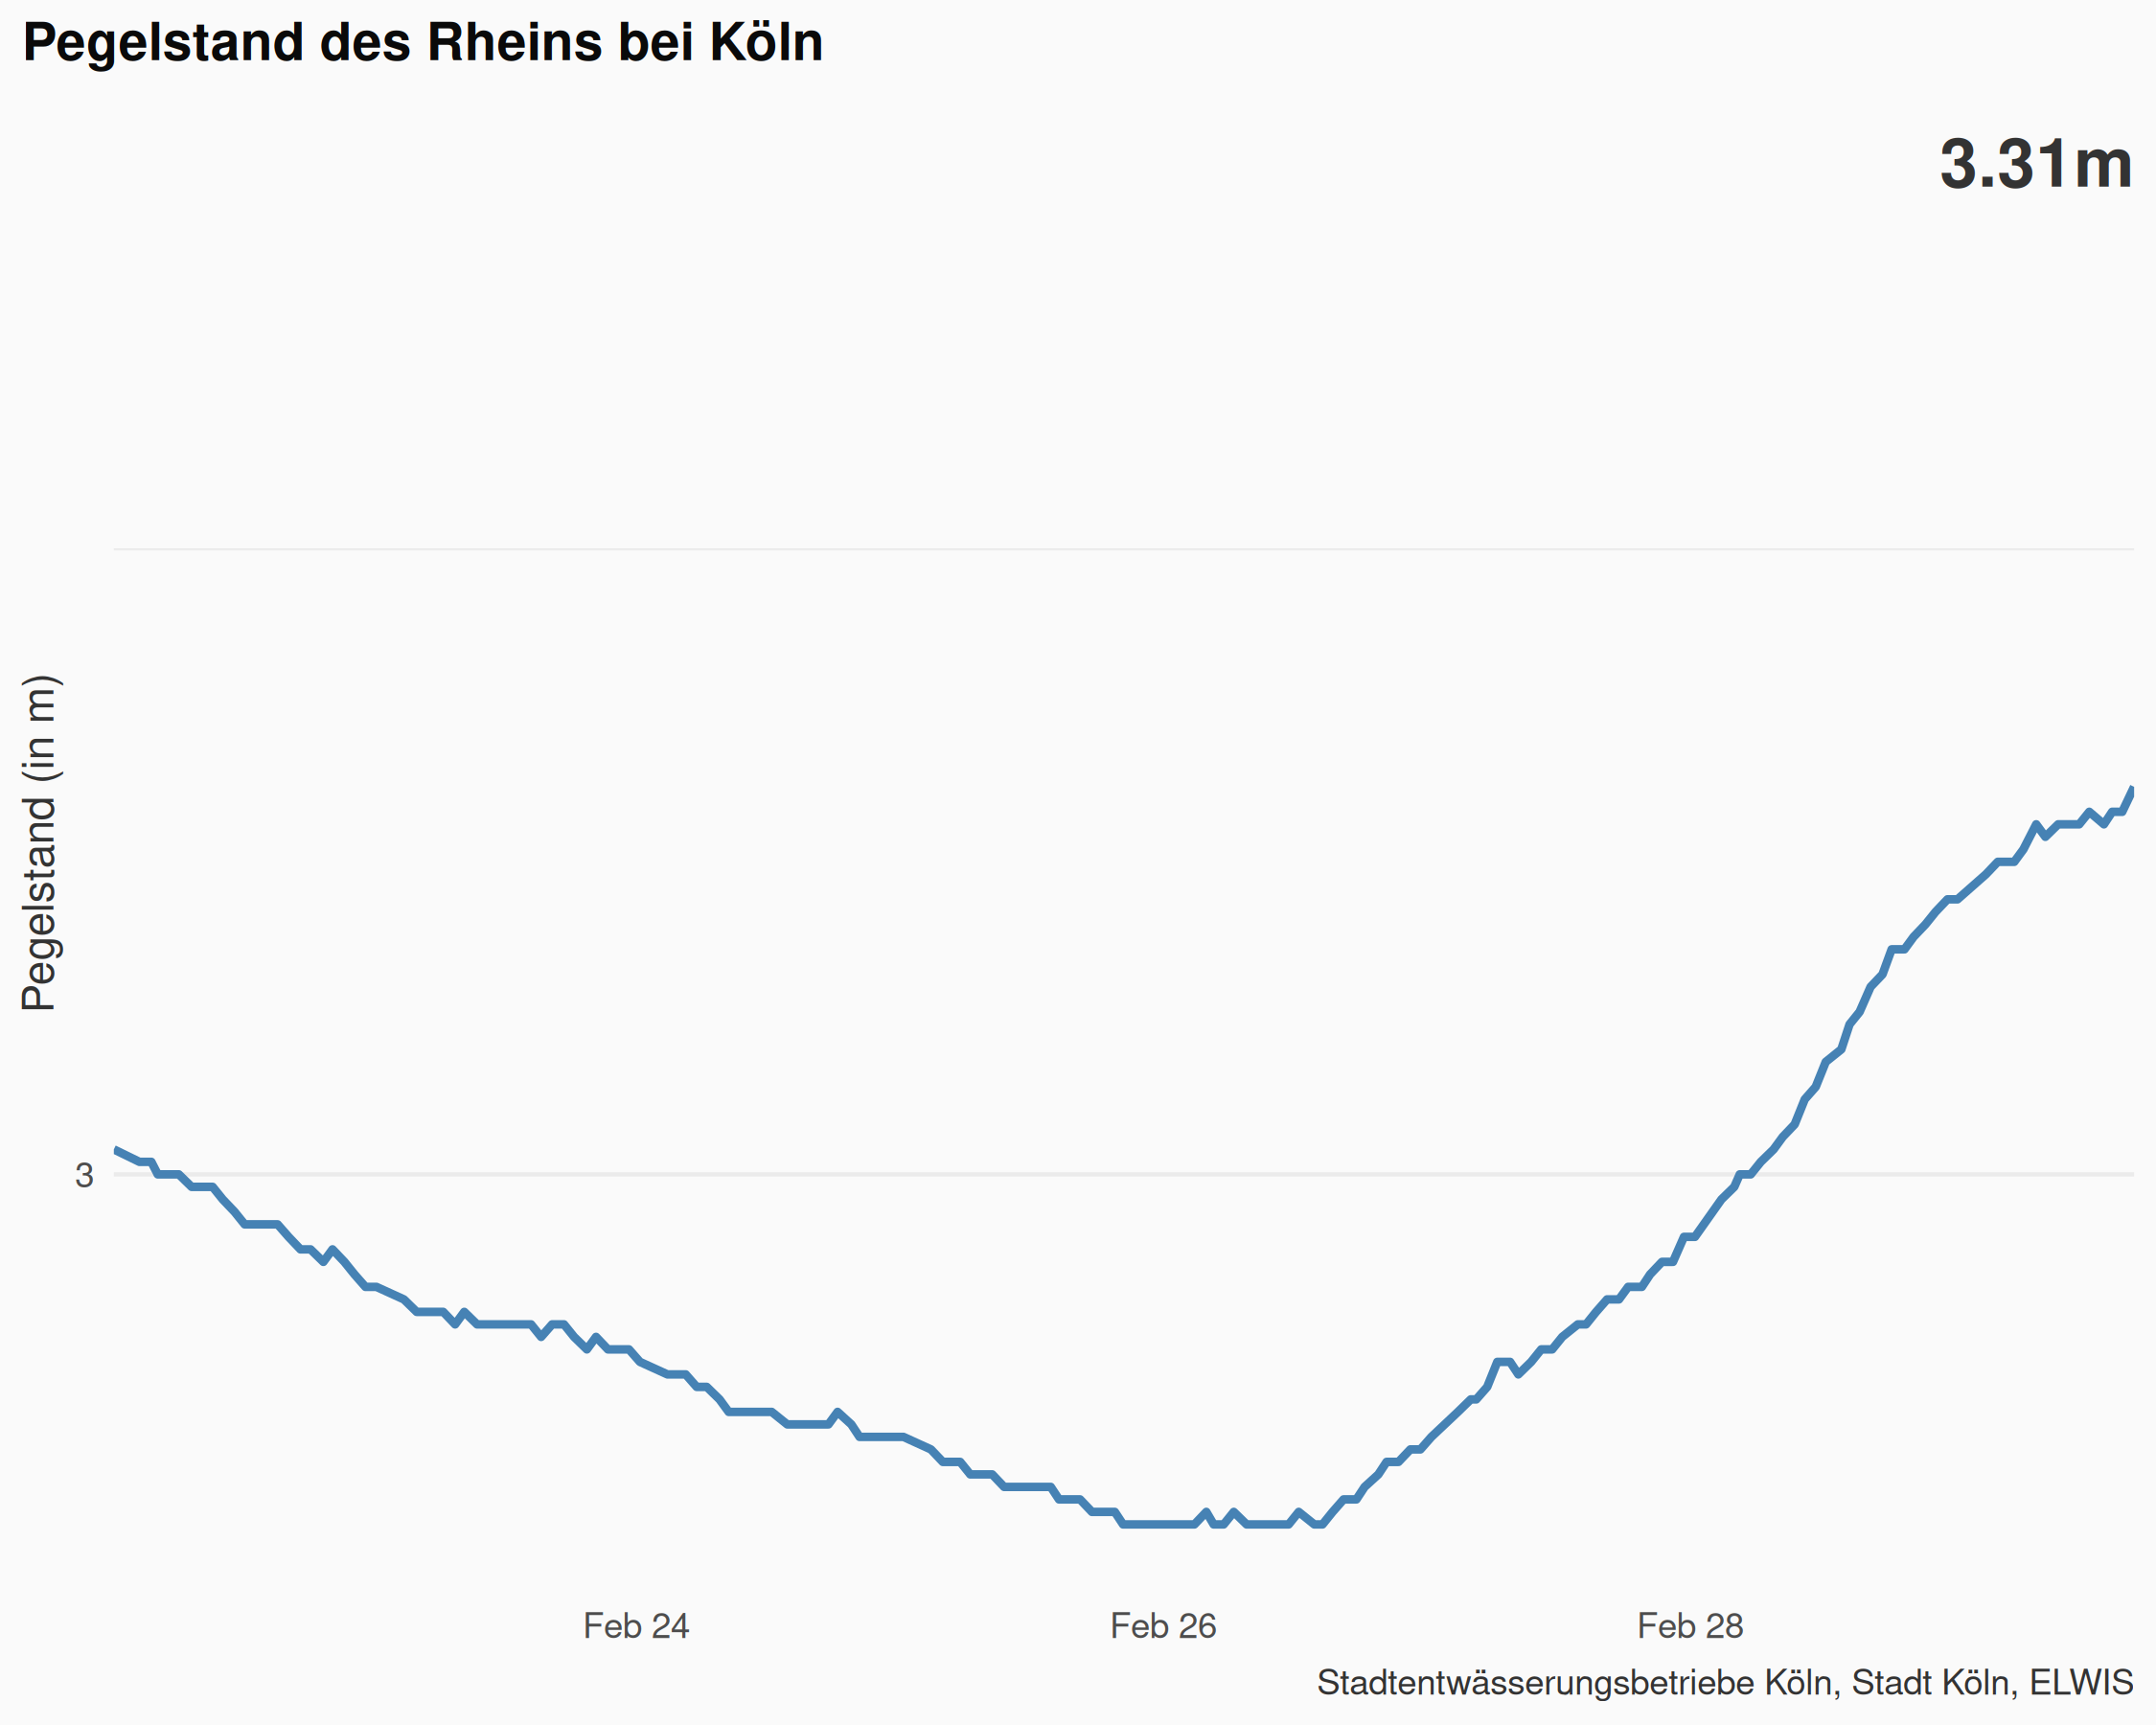 Pegelstand des Rheins bei Köln
3.31m
Pegelstand (in m)
3
Feb 24
Feb 26
Feb 28
Stadtentwässerungsbetriebe Köln, Stadt Köln, ELWIS